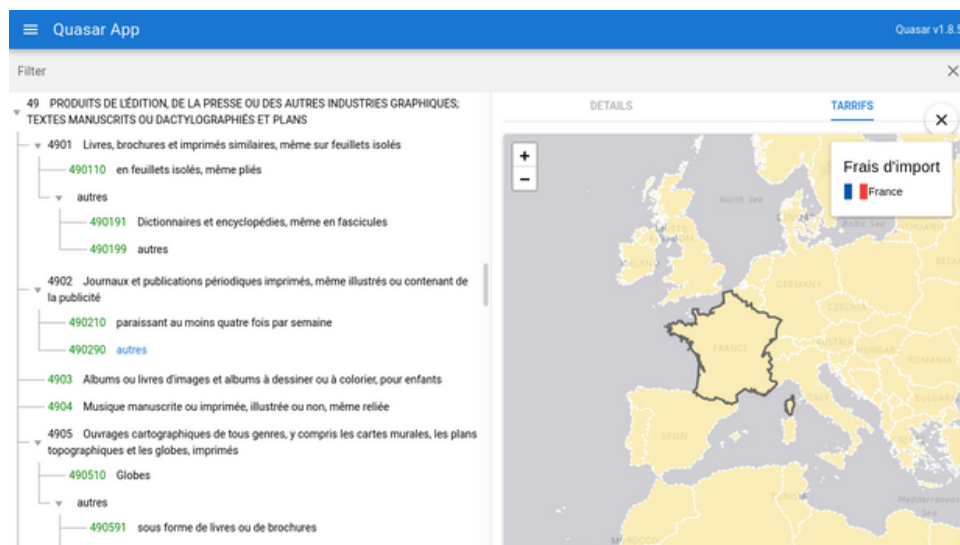 Quasar App
Quasar v1.8.5
Filter
49 PRODUITS DE L'ÉDITION, DE LA PRESSE OU DES AUTRES INDUSTRIES GRAPHIQUES;
TEXTES MANUSCRITS OU DACTYLOGRAPHIÉS ET PLANS
4901 Livres, brochures et imprimés similaires, même sur feuillets isolés
490110 en feuillets isolés, même pliés
autres
490191 Dictionnaires et encyclopédies, même en fascicules
490199 autres
4902 Journaux et publications périodiques imprimés, même illustrés ou contenant de
la publicité
490210 paraissant au moins quatre fois par semaine
490290 autres
4903 Albums ou livres d'images et albums à dessiner ou à colorier, pour enfants
4904 Musique manuscrite ou imprimée, illustrée ou non, même reliée
4905 Ouvrages cartographiques de tous genres, y compris les cartes murales, les plans
topographiques et les globes, imprimés
490510 Globes
autres
490591 sous forme de livres ou de brochures
DETAILS
TARRIFS
+
−
Frais d'import
France
North Sea
Baltic Sea
UNITED
KINGDOM
GERMANY
CZECHIA
FRANCE
AUSTRIA
HUNGARY
ROMANIA
ITALY
SPAIN
Mediterranean
Sea